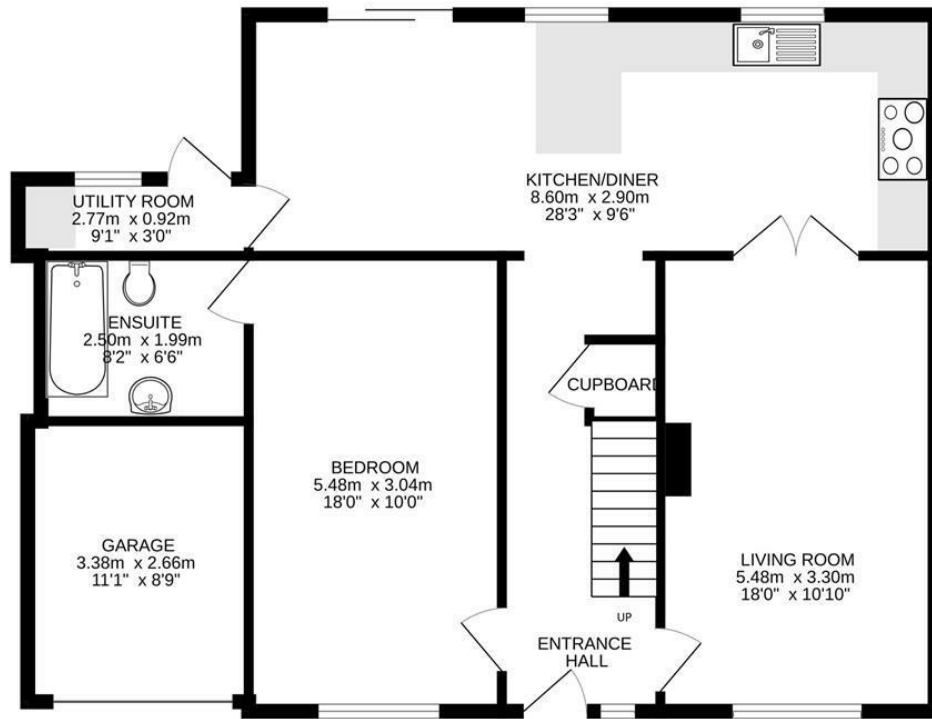 KITCHEN/DINER
8.60m x 2.90m
28'3" x 9'6"
UTILITY ROOM
2.77m x 0.92m
9'1" x 3'0"
ENSUITE
2.50m x 1.99m
8'2" x 6'6"
CUPBOARD
BEDROOM
5.48m x 3.04m
18'0" x 10'0"
GARAGE
3.38m x 2.66m
11'1" x 8'9"
LIVING ROOM
5.48m x 3.30m
18'0" x 10'10"
UP
ENTRANCE
HALL